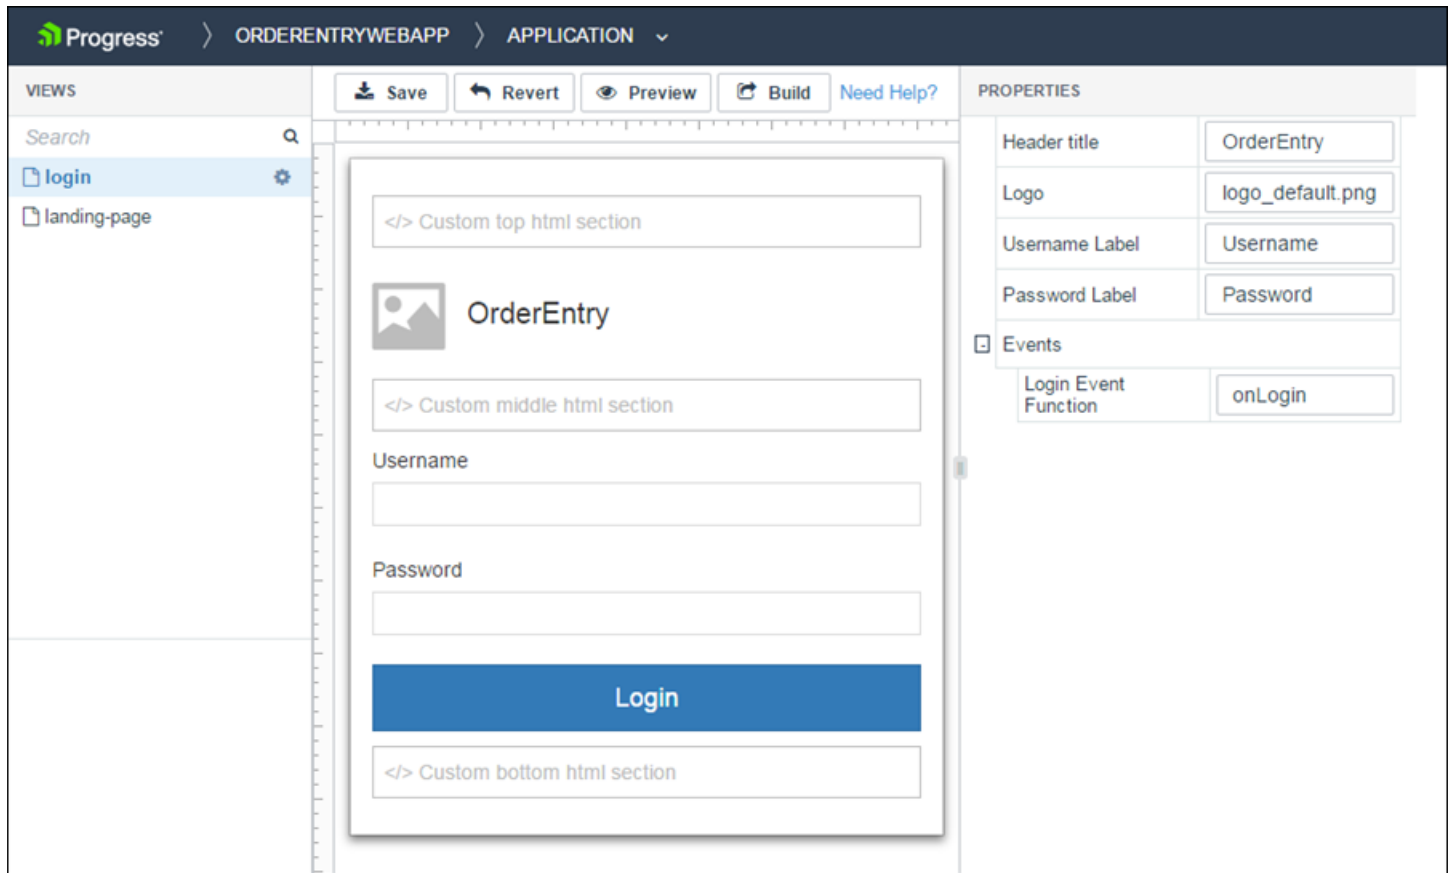 Progress 〉 ORDERENTRYWEBAPP 〉 APPLICATION
VIEWS
Search
login
landing-page
Save Revert Preview Build Need Help?
</> Custom top html section
OrderEntry
</> Custom middle html section
Username
Password
Login
</> Custom bottom html section
PROPERTIES
Header title OrderEntry
Logo logo_default.png
Username Label Username
Password Label Password
Events
Login Event
Function onLogin